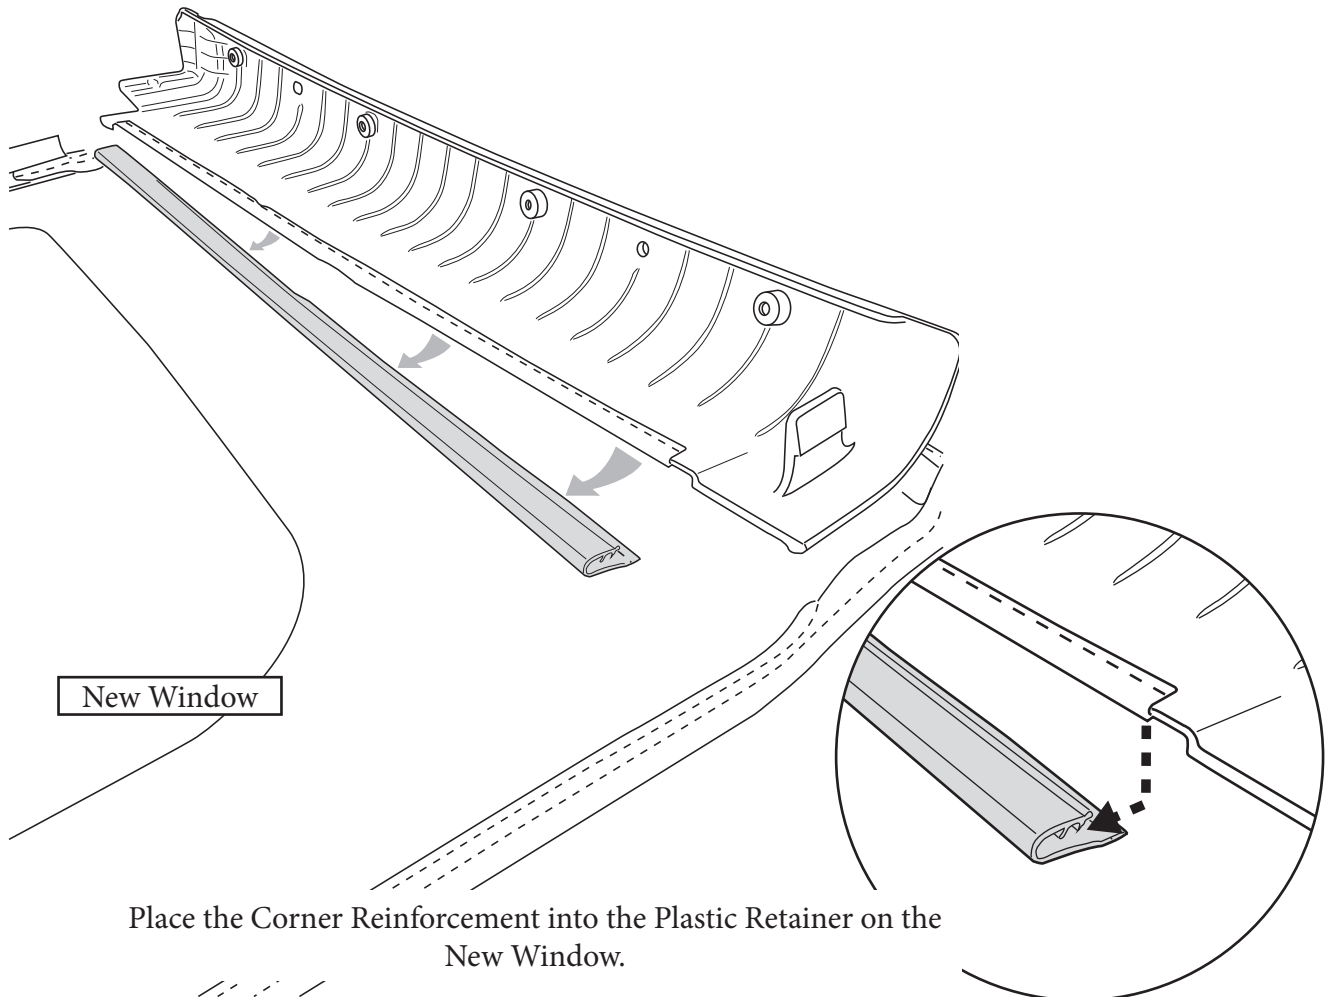 New Window
Place the Corner Reinforcement into the Plastic Retainer on the
New Window.